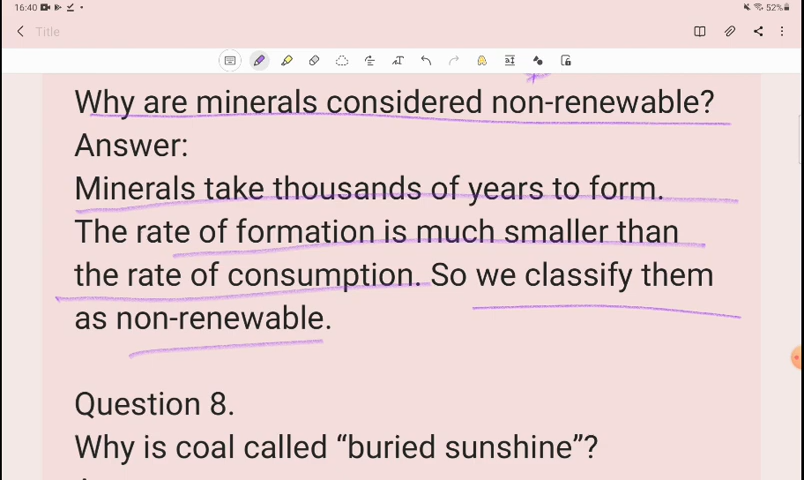 16:40
52%
Title
Why are minerals considered non-renewable?
Answer:
Minerals take thousands of years to form.
The rate of formation is much smaller than
the rate of consumption. So we classify them
as non-renewable.
Question 8.
Why is coal called “buried sunshine”?